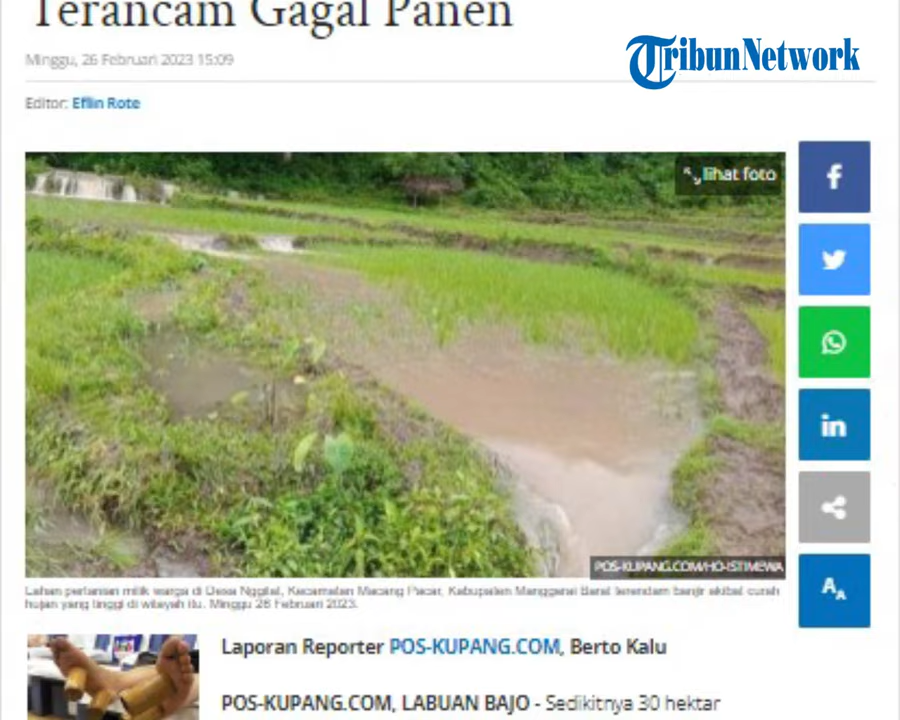 Terancam Gagal Panen
TribunNetwork
Minggu, 26 Februari 2023 15:09
Editor: Eflin Rote
lihat foto
POS-KUPANG.COM/HO-ISTIMEWA
Lahan pertanian milik warga di Desa Nggilat, Kecamatan Macang Pacar, Kabupaten Manggarai Barat terendam banjir akibat curah
hujan yang tinggi di wilayah itu. Minggu 26 Februari 2023.
Laporan Reporter POS-KUPANG.COM, Berto Kalu
POS-KUPANG.COM, LABUAN BAJO - Sedikitnya 30 hektar
in
AA